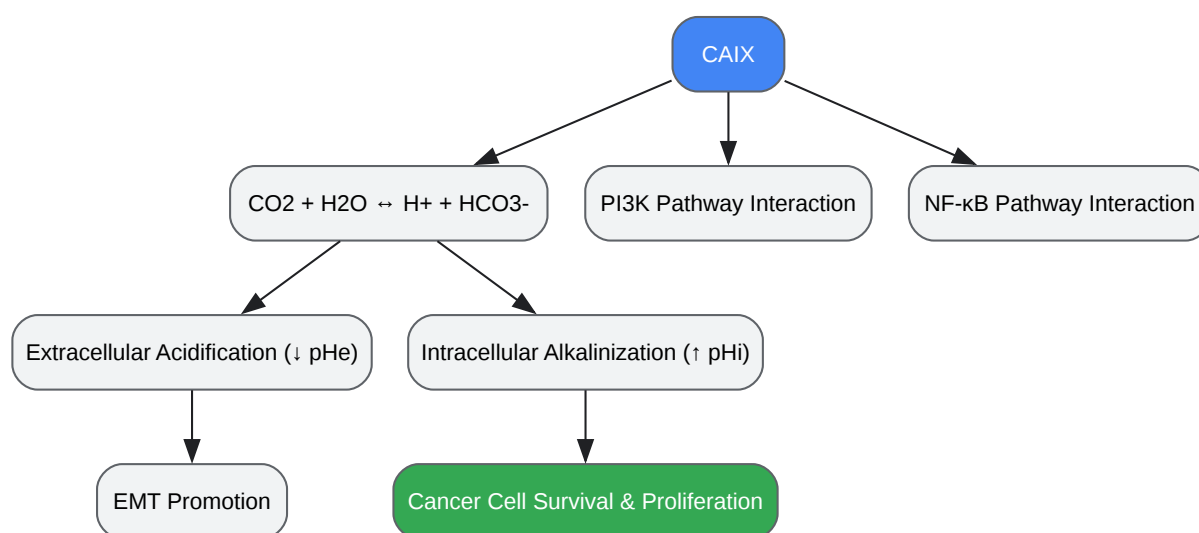 CAIX
CO2 + H2O ↔ H+ + HCO3-
PI3K Pathway Interaction
NF-κB Pathway Interaction
Extracellular Acidification (↓ pHe)
Intracellular Alkalinization (↑ pHi)
EMT Promotion
Cancer Cell Survival & Proliferation